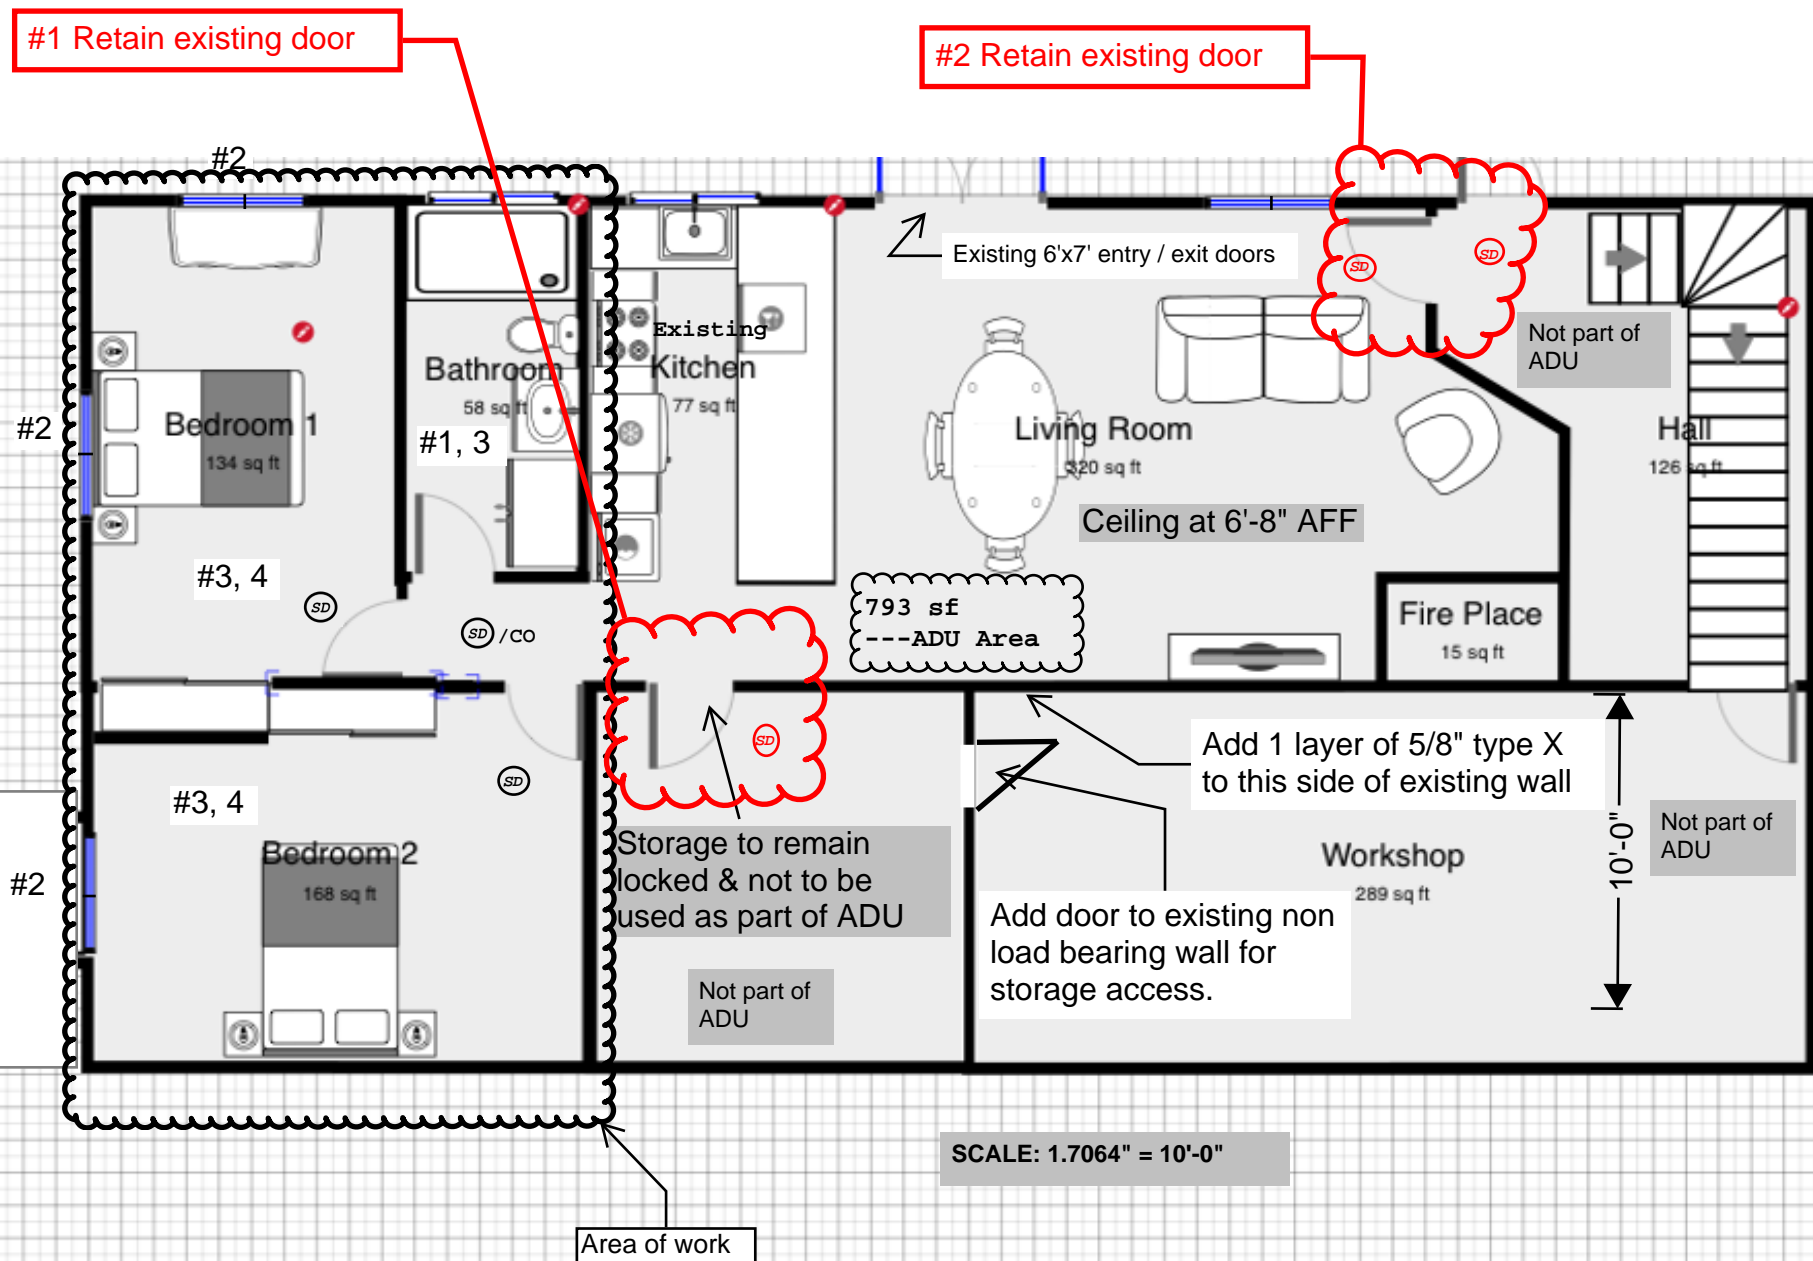 #1 Retain existing door
#2 Retain existing door
#2
Existing 6'x7' entry / exit doors
SD
SD
Existing
Kitchen
77 sq ft
Not part of
ADU
Bathroom
58 sq ft
#1, 3
#2
Bedroom 1
134 sq ft
Living Room
320 sq ft
Hall
126 sq ft
Ceiling at 6'-8" AFF
#3, 4
SD
SD /CO
793 sf
---ADU Area
Fire Place
15 sq ft
SD
SD
Add 1 layer of 5/8" type X
to this side of existing wall
#3, 4
Storage to remain
locked & not to be
used as part of ADU
Bedroom 2
168 sq ft
#2
Workshop
289 sq ft
10'-0"
Not part of
ADU
Add door to existing non
load bearing wall for
storage access.
Not part of
ADU
SCALE: 1.7064" = 10'-0"
Area of work